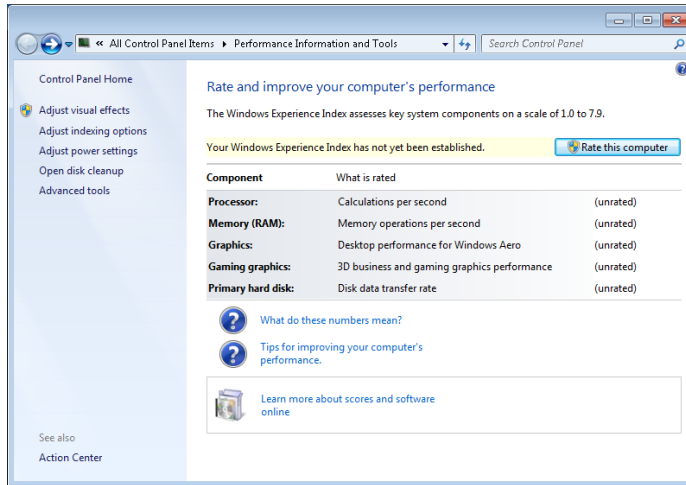 « All Control Panel Items ▸ Performance Information and Tools
Search Control Panel
Control Panel Home
Adjust visual effects
Adjust indexing options
Adjust power settings
Open disk cleanup
Advanced tools
See also
Action Center
Rate and improve your computer's performance
The Windows Experience Index assesses key system components on a scale of 1.0 to 7.9.
Your Windows Experience Index has not yet been established. Rate this computer
Component What is rated
Processor: Calculations per second (unrated)
Memory (RAM): Memory operations per second (unrated)
Graphics: Desktop performance for Windows Aero (unrated)
Gaming graphics: 3D business and gaming graphics performance (unrated)
Primary hard disk: Disk data transfer rate (unrated)
What do these numbers mean?
Tips for improving your computer's
performance.
Learn more about scores and software
online